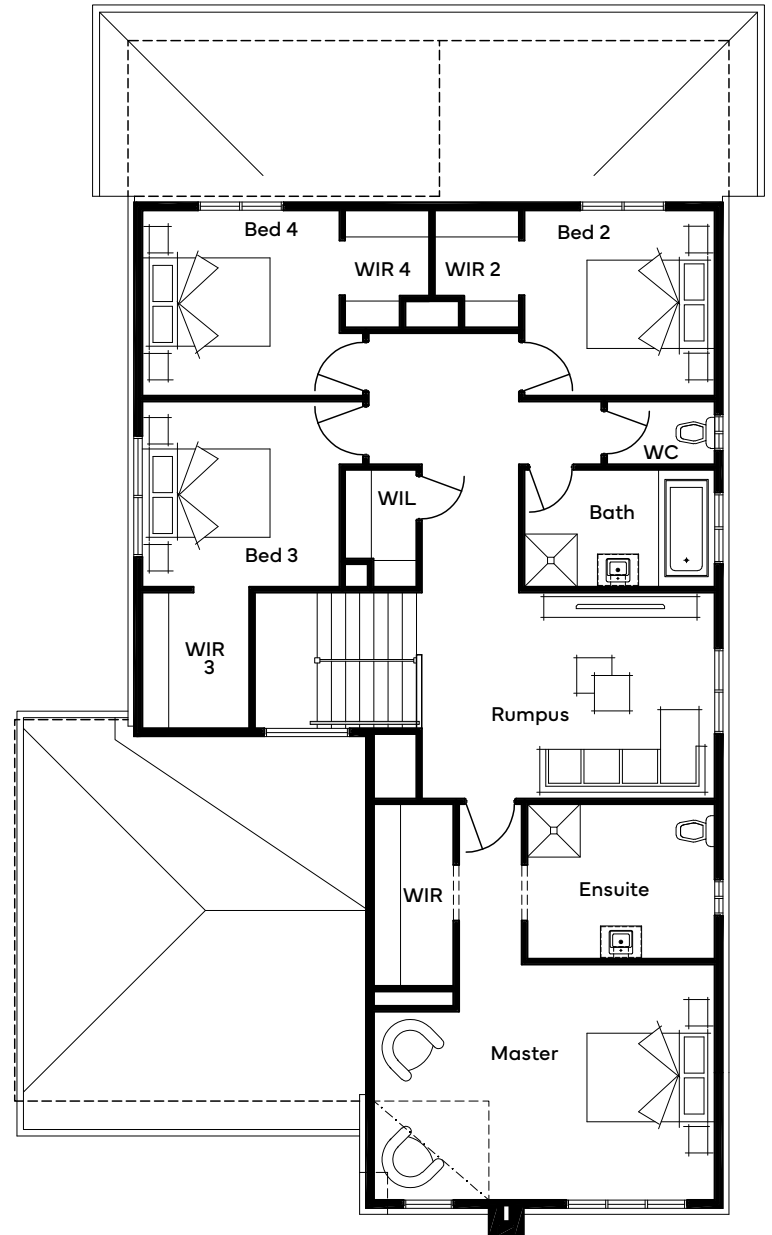 Bed 4
Bed 2
WIR 4
WIR 2
WC
WIL
Bath
Bed 3
WIR
3
Rumpus
WIR
Ensuite
Master